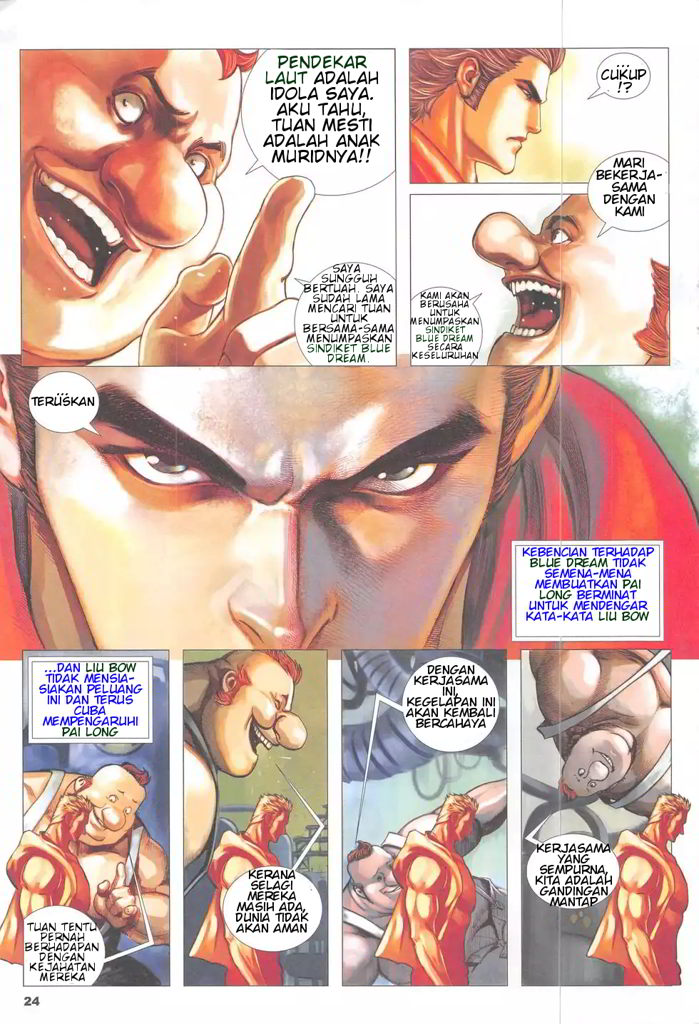 PENDEKAR
LAUT ADALAH
IDOLA SAYA.
AKU TAHU,
TUAN MESTI
ADALAH ANAK
MURIDNYA!!
SAYA
SUNGGUH
BERTUAH. SAYA
SUDAH LAMA
MENCARI TUAN
UNTUK
BERSAMA-SAMA
MENUMPASKAN
SINDIKET BLUE
DREAM.
...
CUKUP
!?
MARI
BEKERJA-
SAMA
DENGAN
KAMI
KAMI AKAN
BERUSAHA
UNTUK
MENUMPASKAN
SINDIKET
BLUE DREAM
SECARA
KESELURUHAN
...
TERUSKAN
KEBENCIAN TERHADAP
BLUE DREAM TIDAK
SEMENA-MENA
MEMBUATKAN PAI
LONG BERMINAT
UNTUK MENDENGAR
KATA-KATA LIU BOW
...DAN LIU BOW
TIDAK MENSIA-
SIAKAN PELUANG
INI DAN TERUS
CUBA
MEMPENGARUHI
PAI LONG
TUAN TENTU
PERNAH
BERHADAPAN
DENGAN
KEJAHATAN
MEREKA
KERANA
SELAGI
MEREKA
MASIH ADA,
DUNIA TIDAK
AKAN AMAN
DENGAN
KERJASAMA
INI,
KEGELAPAN INI
AKAN KEMBALI
BERCAHAYA
KERJASAMA
YANG
SEMPURNA,
KITA ADALAH
GANDINGAN
MANTAP
24